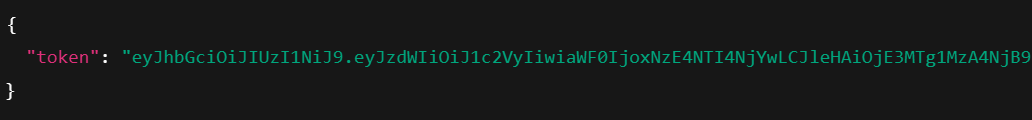 {
"token": "eyJhbGciOiJIUzI1NiJ9.eyJzdWIiOiJ1c2VyIiwiaWF0IjoxNzE4NTI4NjYwLCJleHAiOjE3MTg1MzA4NjB9
}